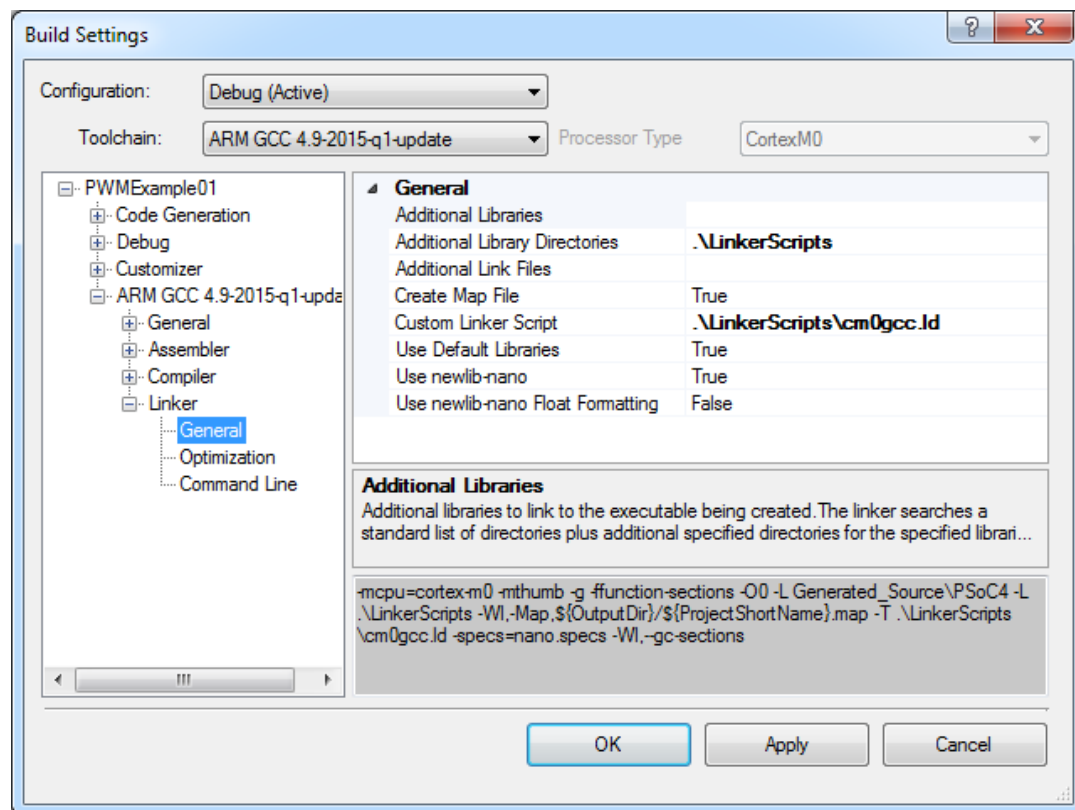 Build Settings
Configuration: Debug (Active)
Toolchain: ARM GCC 4.9-2015-q1-update Processor Type CortexM0
PWMExample01
Code Generation
Debug
Customizer
ARM GCC 4.9-2015-q1-upda
General
Assembler
Compiler
Linker
General
Optimization
Command Line
General
Additional Libraries
Additional Library Directories .\LinkerScripts
Additional Link Files
Create Map File True
Custom Linker Script .\LinkerScripts\cm0gcc.ld
Use Default Libraries True
Use newlib-nano True
Use newlib-nano Float Formatting False
Additional Libraries
Additional libraries to link to the executable being created.The linker searches a
standard list of directories plus additional specified directories for the specified librari...
-mcpu=cortex-m0 -mthumb -g -ffunction-sections -O0 -L Generated_Source\PSoC4 -L
.\LinkerScripts -Wl,-Map,${OutputDir}/${ProjectShortName}.map -T .\LinkerScripts
\cm0gcc.ld -specs=nano.specs -Wl,--gc-sections
OK Apply Cancel